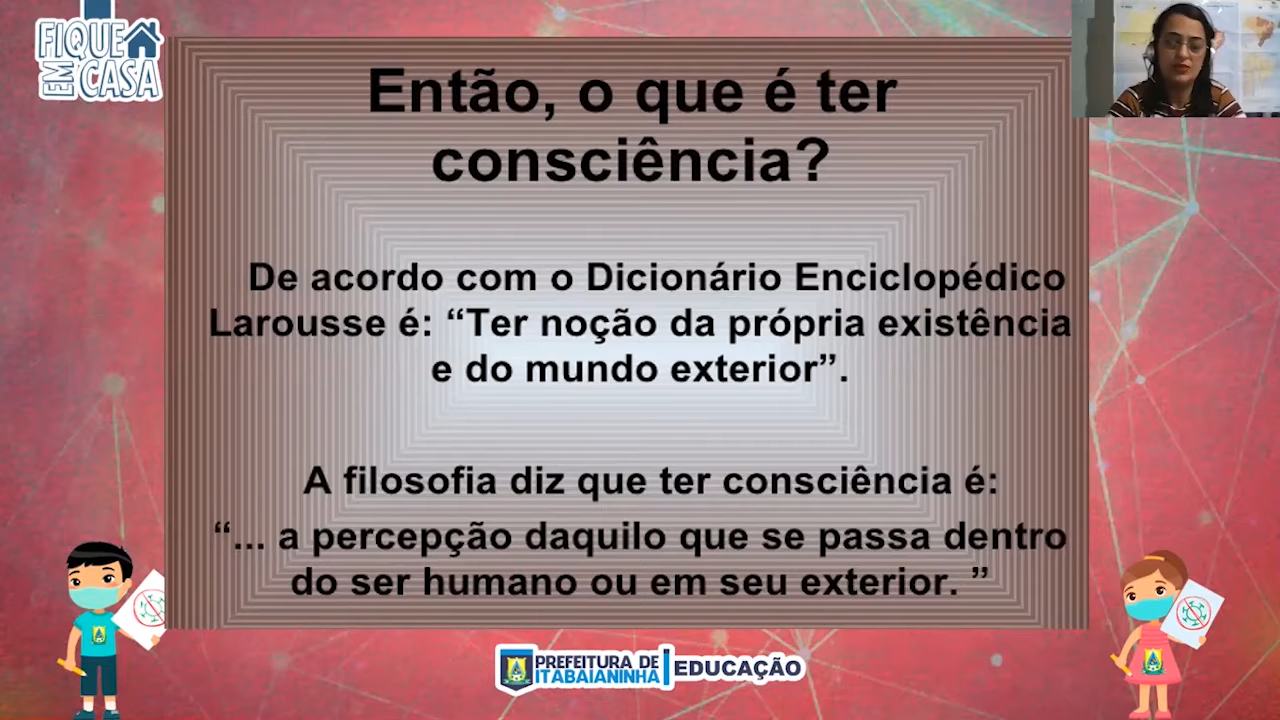 FIQUE
EM CASA
Então, o que é ter
consciência?
De acordo com o Dicionário Enciclopédico
Larousse é: “Ter noção da própria existência
e do mundo exterior”.
A filosofia diz que ter consciência é:
“... a percepção daquilo que se passa dentro
do ser humano ou em seu exterior. ”
PREFEITURA DE
ITABAIANINHA
EDUCAÇÃO